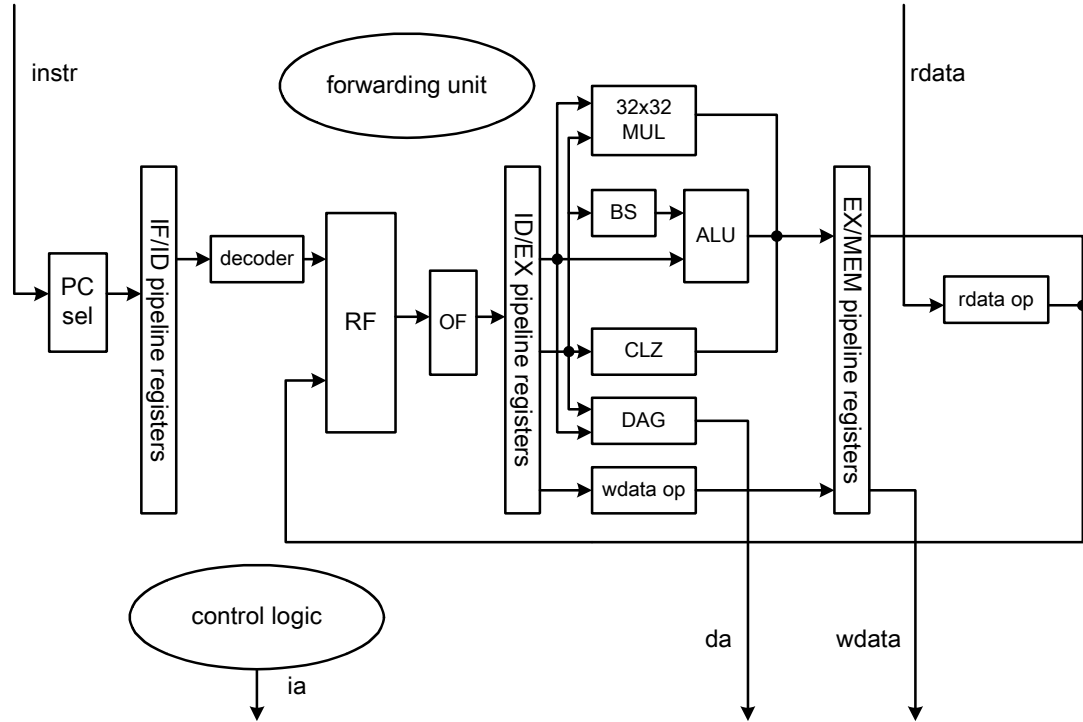 instr
forwarding unit
rdata
32x32
MUL
IF/ID pipeline registers
ID/EX pipeline registers
EX/MEM pipeline registers
BS
ALU
decoder
PC
sel
RF
OF
rdata op
CLZ
DAG
wdata op
control logic
da
wdata
ia